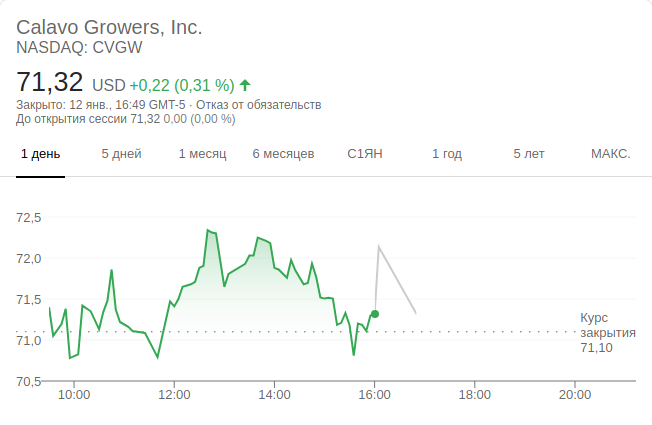 Calavo Growers, Inc.
NASDAQ: CVGW
71,32 USD +0,22 (0,31 %)
Закрыто: 12 янв., 16:49 GMT-5 · Отказ от обязательств
До открытия сессии 71,32 0,00 (0,00 %)
1 день 5 дней 1 месяц 6 месяцев С1ЯН 1 год 5 лет МАКС.
72,5
72,0
71,5
71,0
70,5
Курс
закрытия
71,10
10:00 12:00 14:00 16:00 18:00 20:00